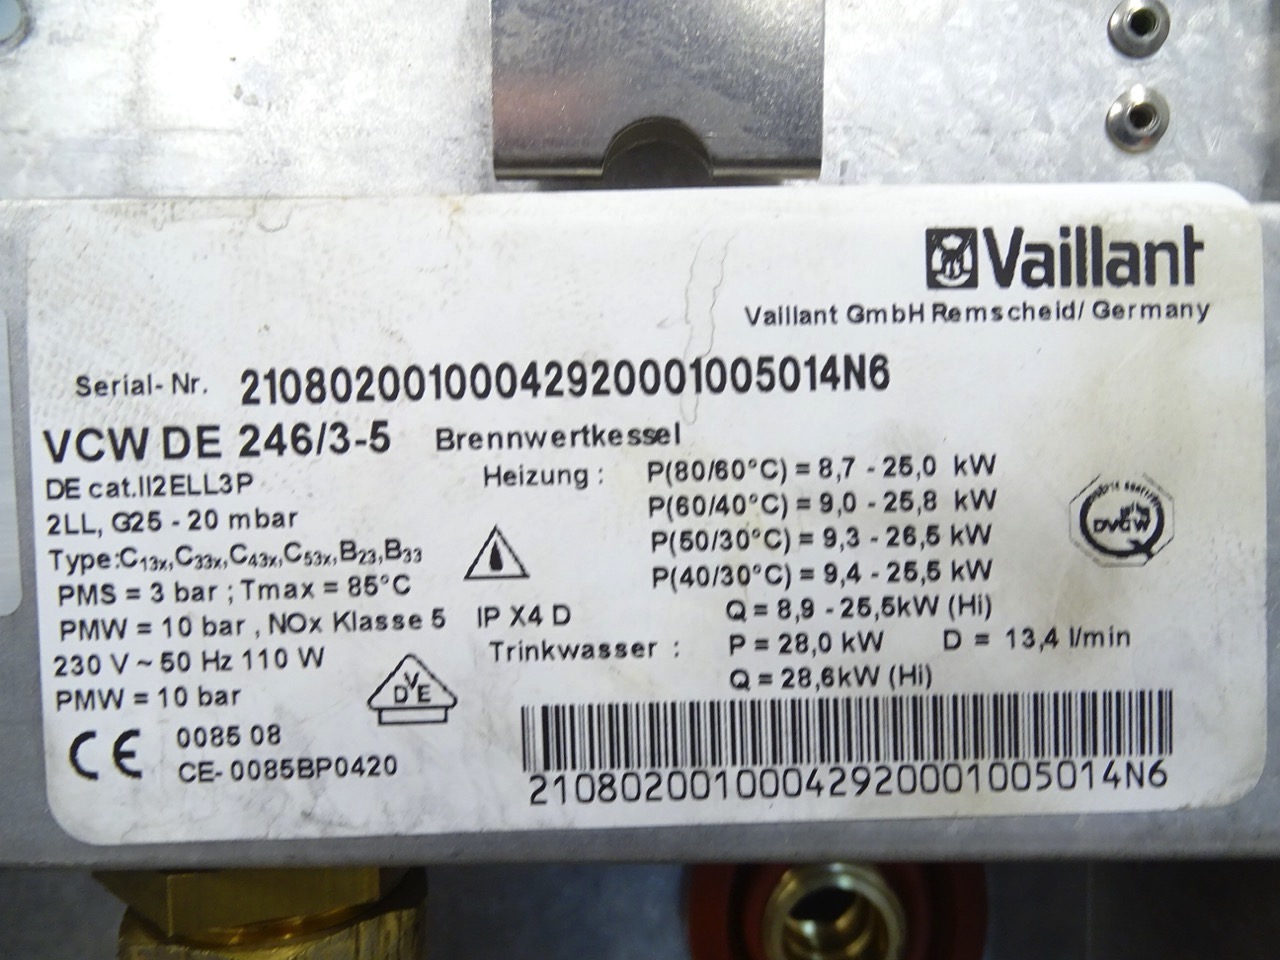 Vaillant
Vaillant GmbH Remscheid/ Germany
Serial-Nr. 21080200100042920001005014N6
VCW DE 246/3-5 Brennwertkessel
DE cat.II2ELL3P
2LL, G25 - 20 mbar
Type:C13x,C33x,C43x,C53x,B23,B33
PMS = 3 bar ; Tmax = 85°C
PMW = 10 bar , NOx Klasse 5 IP X4 D
230 V ~ 50 Hz 110 W
PMW = 10 bar
Heizung : P(80/60°C) = 8,7 - 25,0 kW
P(60/40°C) = 9,0 - 25,8 kW
P(50/30°C) = 9,3 - 26,5 kW
P(40/30°C) = 9,4 - 25,5 kW
Q = 8,9 - 25,5kW (Hi)
Trinkwasser : P = 28,0 kW D = 13,4 l/min
Q = 28,6kW (Hi)
DVGW
DVE
CE 0085 08
CE- 0085BP0420
21080200100042920001005014N6